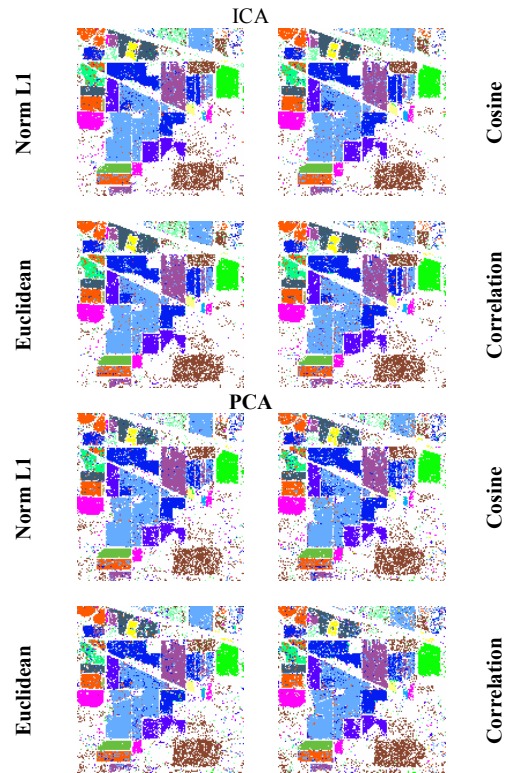 ICA
Norm L1
Cosine
Euclidean
Correlation
PCA
Norm L1
Cosine
Euclidean
Correlation